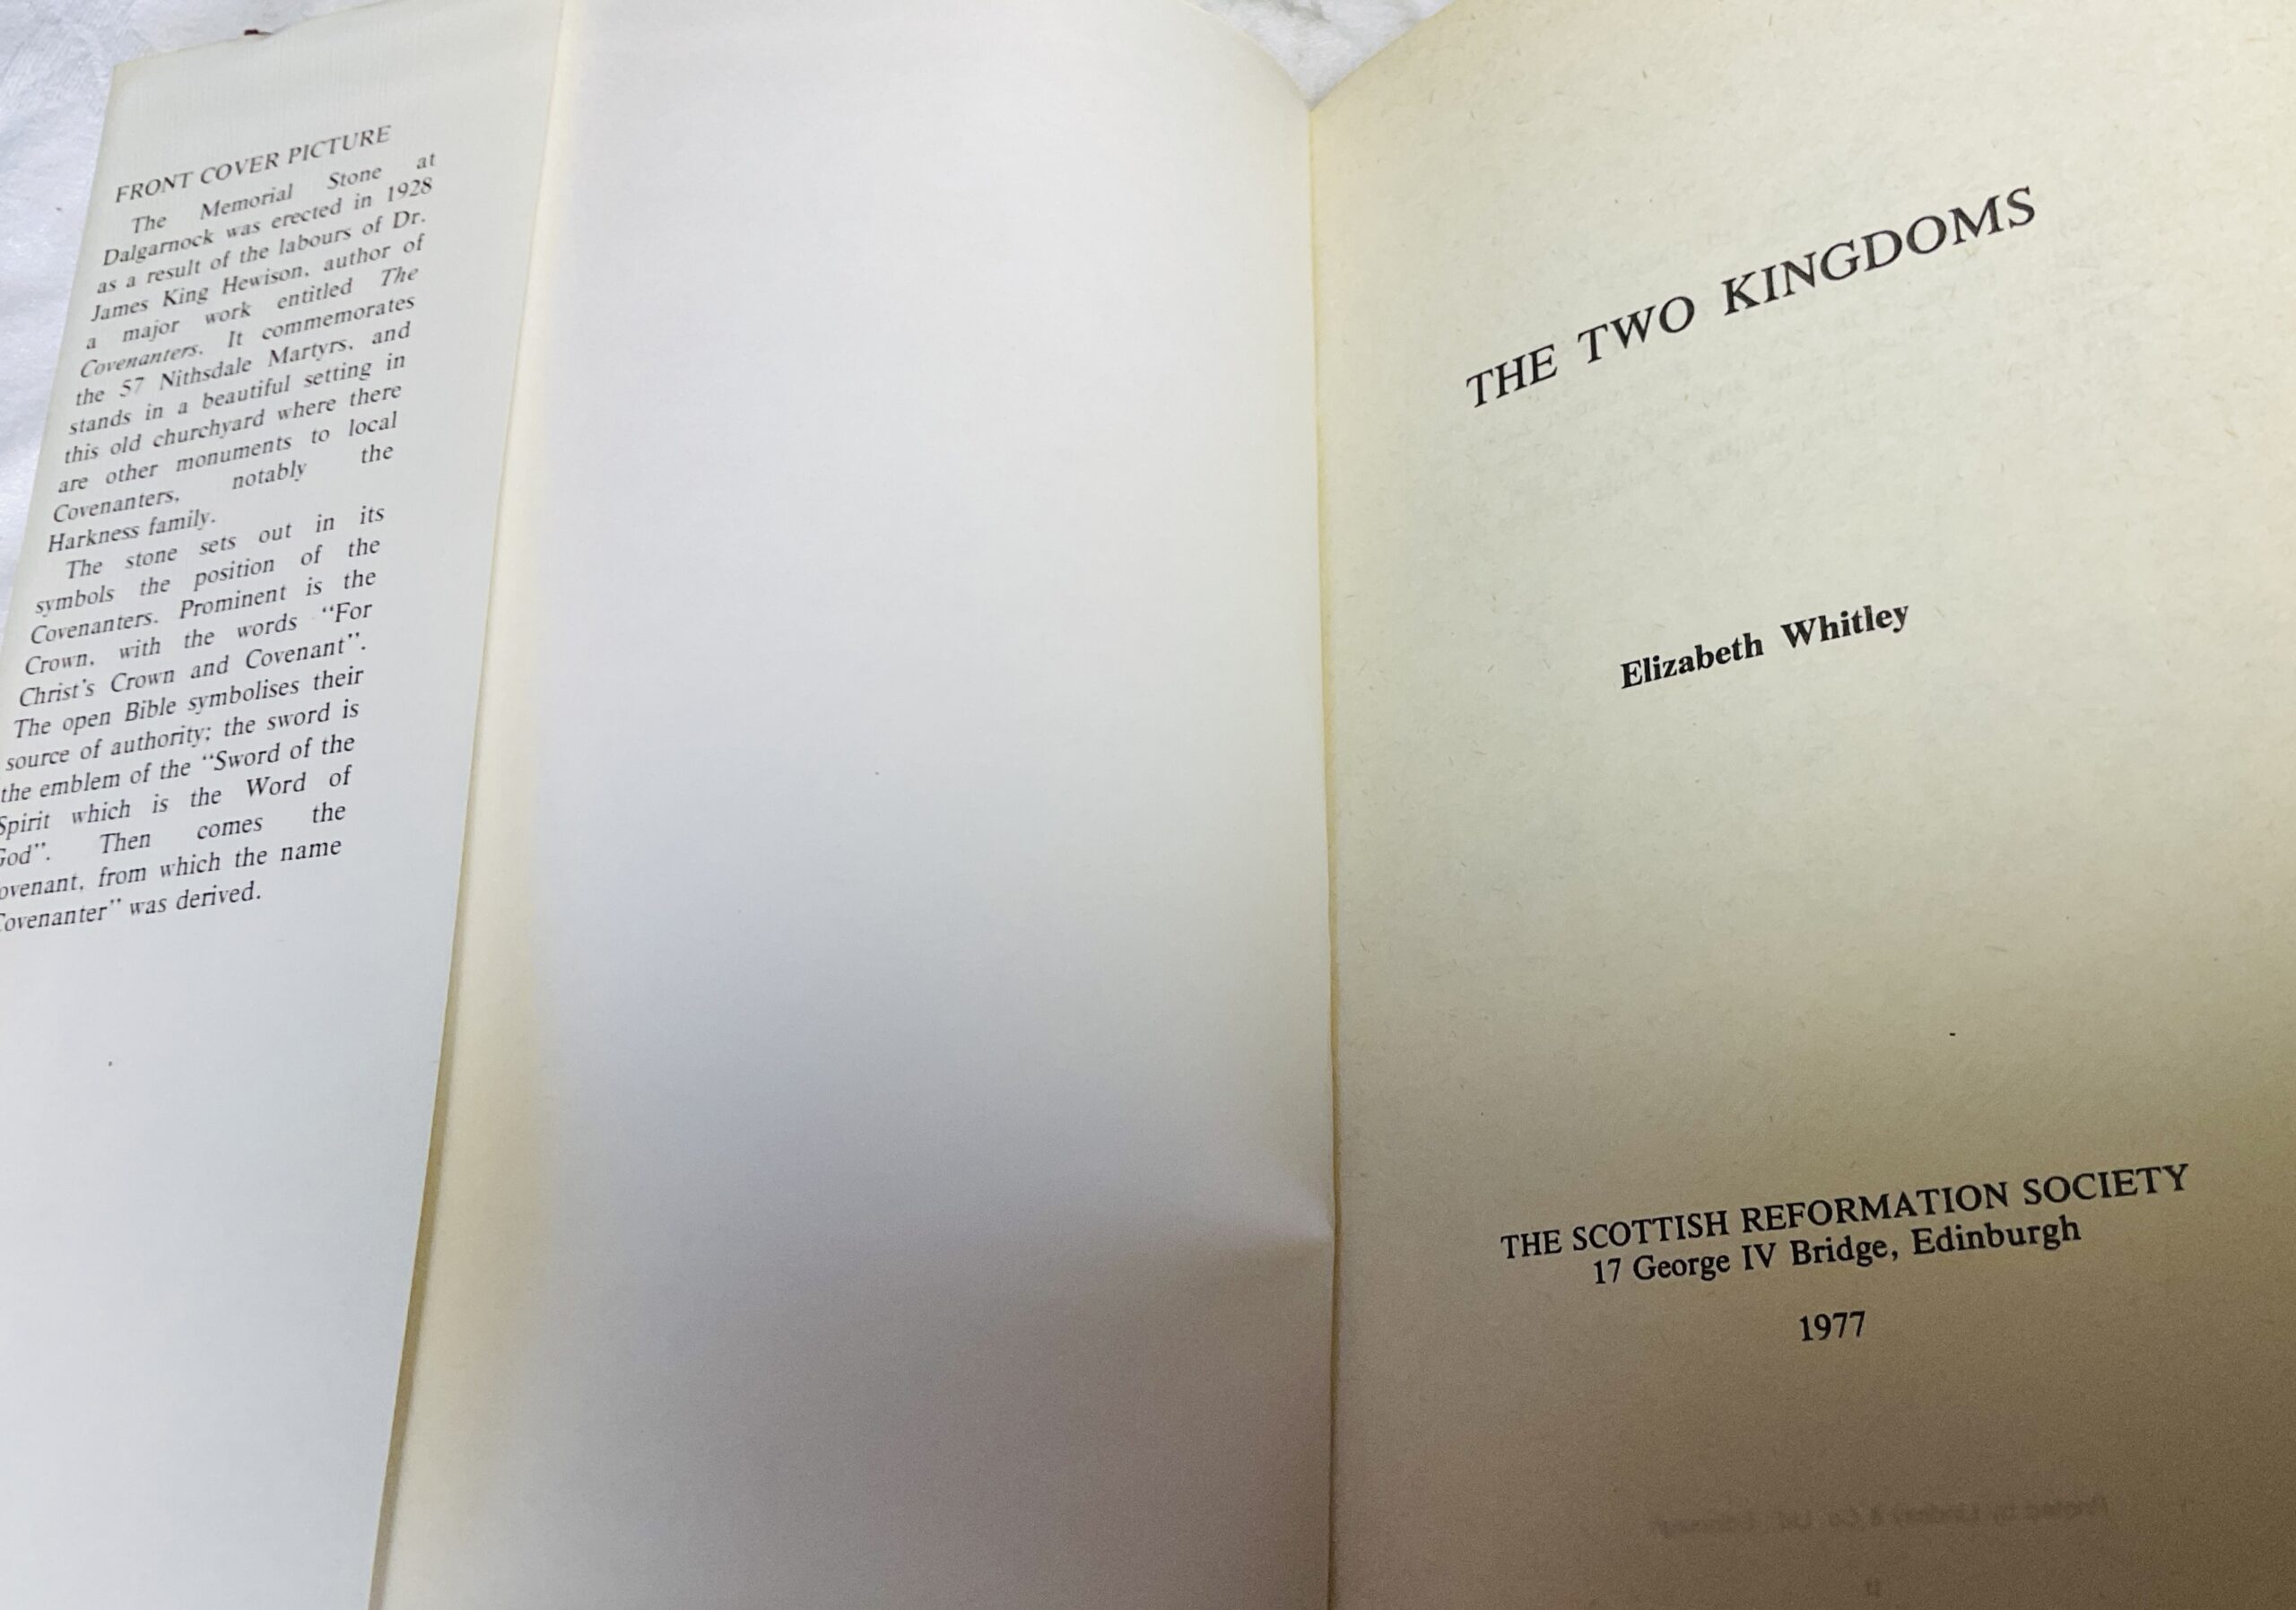 FRONT COVER PICTURE
The Memorial Stone at
Dalgarnock was erected in 1928
as a result of the labours of Dr.
James King Hewison, author of
a major work entitled The
Covenanters. It commemorates
the 57 Nithsdale Martyrs, and
stands in a beautiful setting in
this old churchyard where there
are other monuments to local
Covenanters, notably the
Harkness family.
The stone sets out in its
symbols the position of the
Covenanters. Prominent is the
Crown, with the words "For
Christ's Crown and Covenant".
The open Bible symbolises their
source of authority; the sword is
the emblem of the "Sword of the
Spirit which is the Word of
God". Then comes the
ovenant, from which the name
Covenanter" was derived.
THE TWO KINGDOMS
Elizabeth Whitley
THE SCOTTISH REFORMATION SOCIETY
17 George IV Bridge, Edinburgh
1977